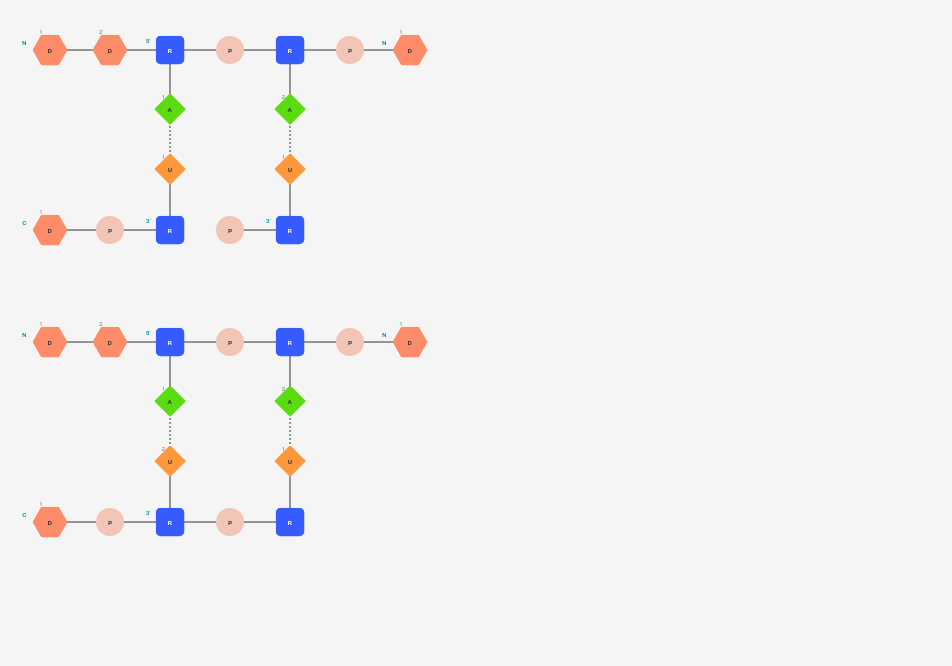 1 2 1
N D D 5' R P R P N D
1 2
A A
1 1
U U
1
C D P 3' R P 3' R
1 2 1
N D D 5' R P R P N D
1 2
A A
2 1
U U
1
C D P 3' R P R